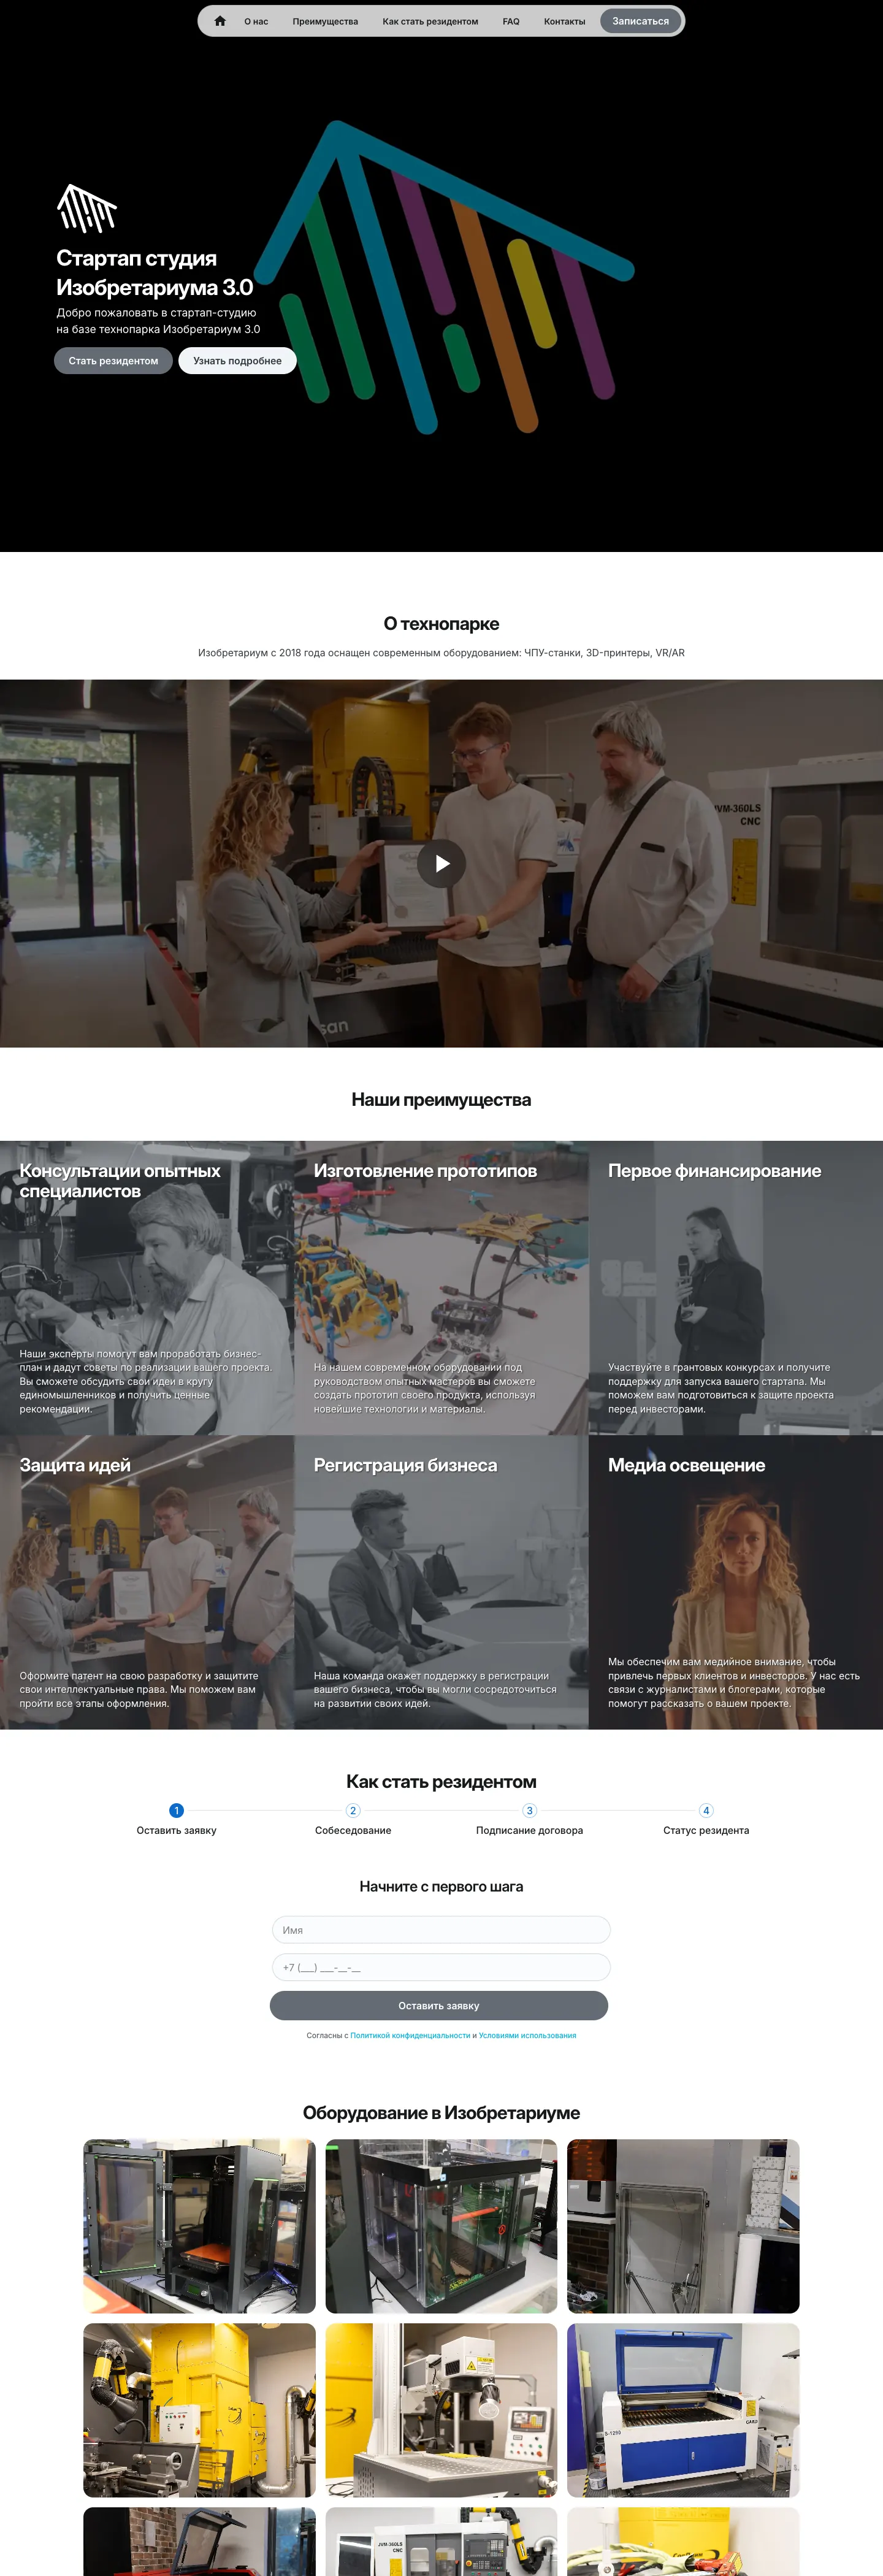 О нас
Преимущества
Как стать резидентом
FAQ
Контакты
Записаться
Стартап студия
Изобретариума 3.0
Добро пожаловать в стартап-студию
на базе технопарка Изобретариум 3.0
Стать резидентом
Узнать подробнее
О технопарке
Изобретариум с 2018 года оснащен современным оборудованием: ЧПУ-станки, 3D-принтеры, VR/AR
JVM-360LS
CNC
Наши преимущества
Консультации опытных
специалистов
Наши эксперты помогут вам проработать бизнес-
план и дадут советы по реализации вашего проекта.
Вы сможете обсудить свои идеи в кругу
единомышленников и получить ценные
рекомендации.
Изготовление прототипов
На нашем современном оборудовании под
руководством опытных мастеров вы сможете
создать прототип своего продукта, используя
новейшие технологии и материалы.
Первое финансирование
Участвуйте в грантовых конкурсах и получите
поддержку для запуска вашего стартапа. Мы
поможем вам подготовиться к защите проекта
перед инвесторами.
Защита идей
Оформите патент на свою разработку и защитите
свои интеллектуальные права. Мы поможем вам
пройти все этапы оформления.
Регистрация бизнеса
Наша команда окажет поддержку в регистрации
вашего бизнеса, чтобы вы могли сосредоточиться
на развитии своих идей.
Медиа освещение
Мы обеспечим вам медийное внимание, чтобы
привлечь первых клиентов и инвесторов. У нас есть
связи с журналистами и блогерами, которые
помогут рассказать о вашем проекте.
Как стать резидентом
1
Оставить заявку
2
Собеседование
3
Подписание договора
4
Статус резидента
Начните с первого шага
Имя
+7 (___) ___-__-__
Оставить заявку
Согласны с Политикой конфиденциальности и Условиями использования
Оборудование в Изобретариуме
JVM-360LS
CNC